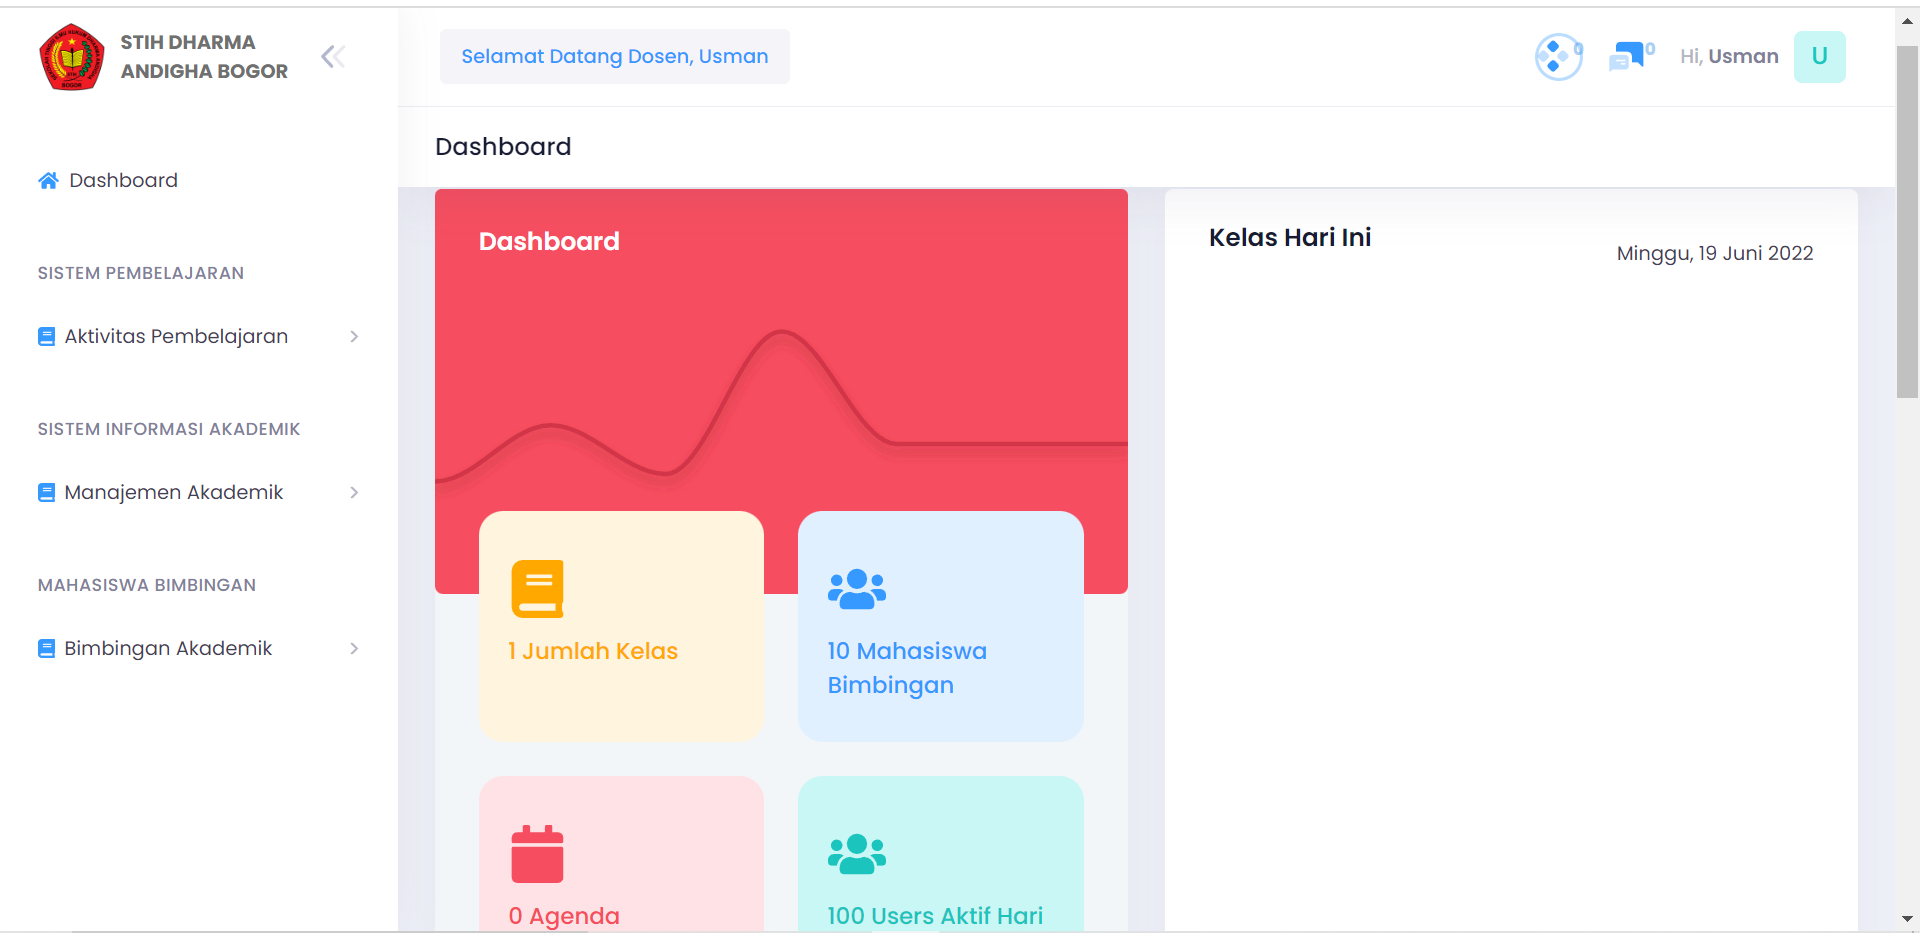 STIH DHARMA
ANDIGHA BOGOR
Selamat Datang Dosen, Usman
0
0
Hi, Usman
U
Dashboard
Dashboard
SISTEM PEMBELAJARAN
Aktivitas Pembelajaran
SISTEM INFORMASI AKADEMIK
Manajemen Akademik
MAHASISWA BIMBINGAN
Bimbingan Akademik
Dashboard
1 Jumlah Kelas
10 Mahasiswa
Bimbingan
0 Agenda
100 Users Aktif Hari
Kelas Hari Ini
Minggu, 19 Juni 2022